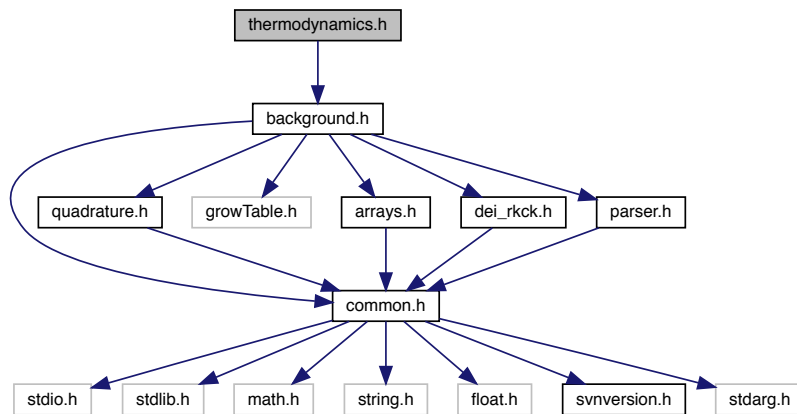 thermodynamics.h
background.h
quadrature.h
growTable.h
arrays.h
dei_rkck.h
parser.h
common.h
stdio.h
stdlib.h
math.h
string.h
float.h
svnversion.h
stdarg.h